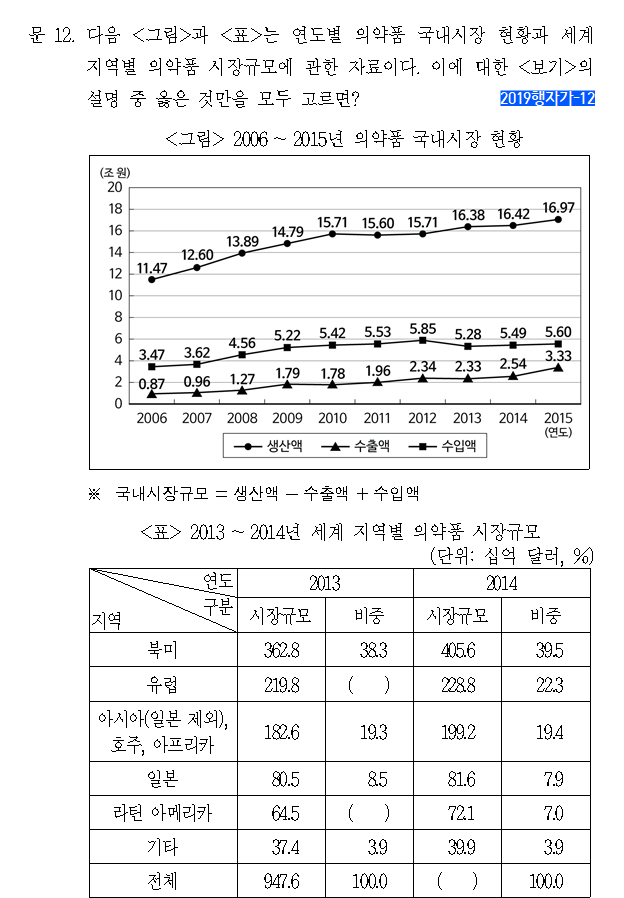 문 12. 다음 <그림>과 <표>는 연도별 의약품 국내시장 현황과 세계
지역별 의약품 시장규모에 관한 자료이다. 이에 대한 <보기>의
설명 중 옳은 것만을 모두 고르면?
2019행자가-12
<그림> 2006 ~ 2015년 의약품 국내시장 현황
(조 원)
20
18
16
14
12
10
8
6
4
2
0
11.47 12.60 13.89 14.79 15.71 15.60 15.71 16.38 16.42 16.97
3.47 3.62 4.56 5.22 5.42 5.53 5.85 5.28 5.49 5.60
0.87 0.96 1.27 1.79 1.78 1.96 2.34 2.33 2.54 3.33
2006 2007 2008 2009 2010 2011 2012 2013 2014 2015
(연도)
생산액 수출액 수입액
※ 국내시장규모 = 생산액 − 수출액 + 수입액
<표> 2013 ~ 2014년 세계 지역별 의약품 시장규모
(단위: 십억 달러, %)
연도 2013 2014
구분
지역 시장규모 비중 시장규모 비중
북미 362.8 38.3 405.6 39.5
유럽 219.8 ( ) 228.8 22.3
아시아(일본 제외),
호주, 아프리카 182.6 19.3 199.2 19.4
일본 80.5 8.5 81.6 7.9
라틴 아메리카 64.5 ( ) 72.1 7.0
기타 37.4 3.9 39.9 3.9
전체 947.6 100.0 ( ) 100.0